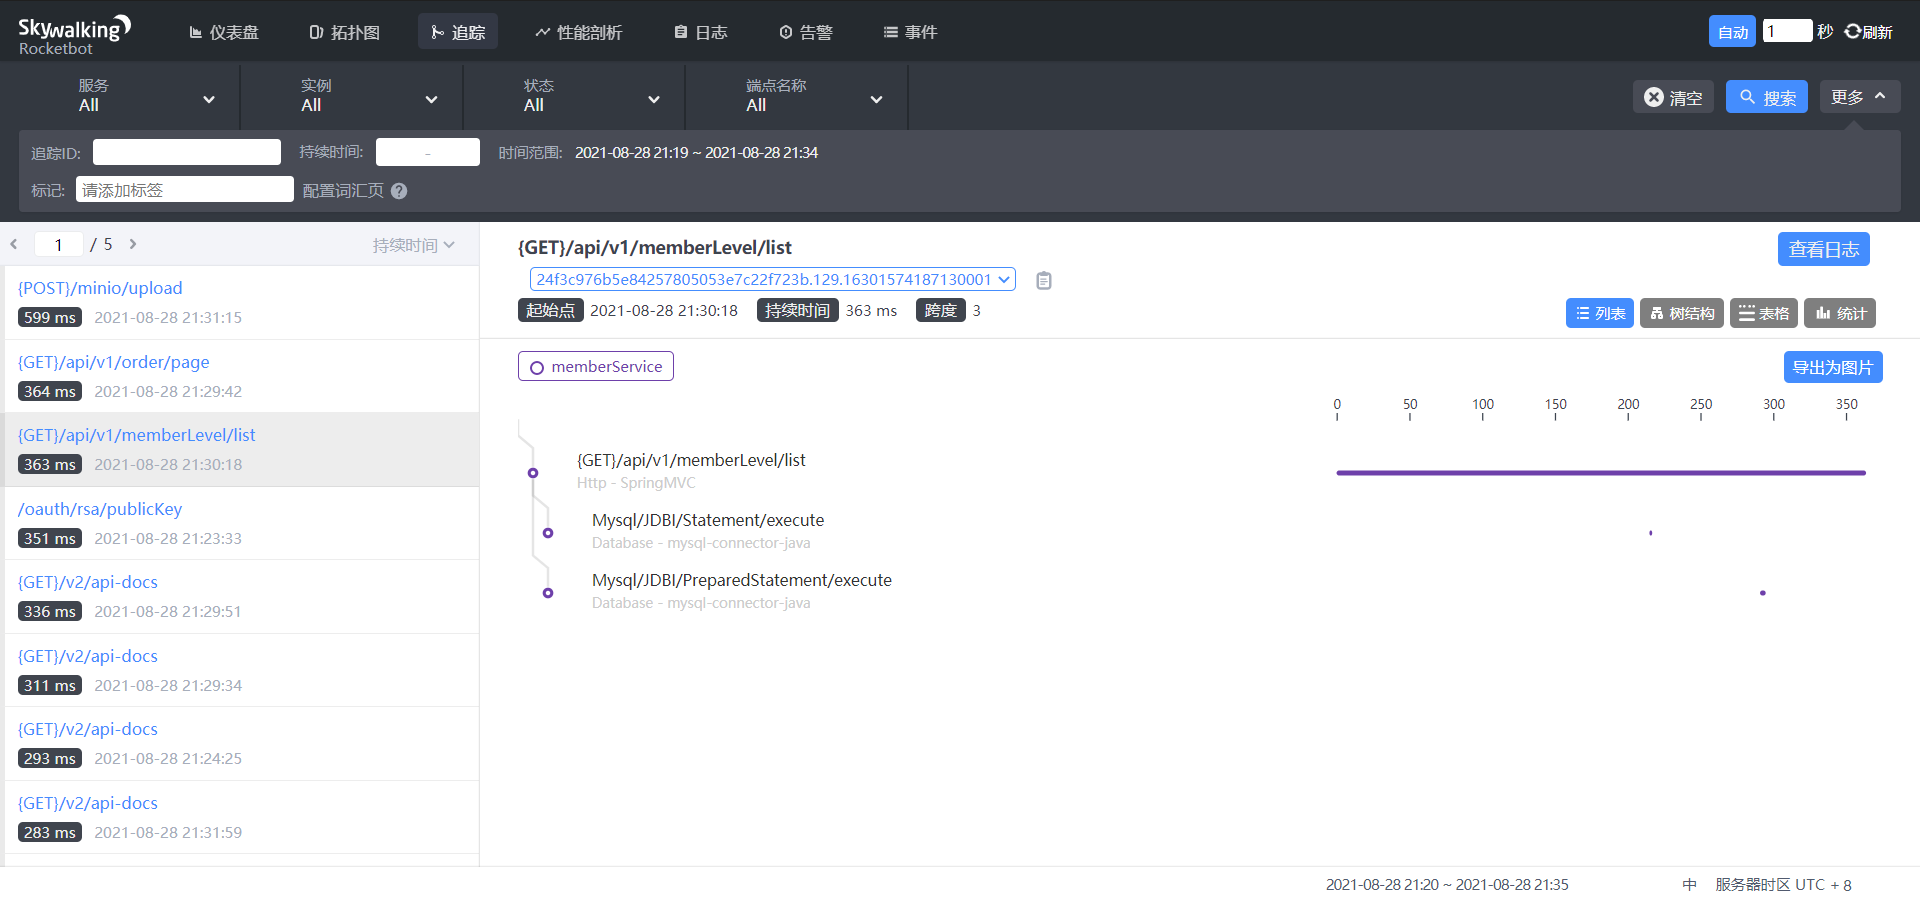 Skywalking
Rocketbot
仪表盘
拓扑图
追踪
性能剖析
日志
告警
事件
自动
1
秒
刷新
服务
All
实例
All
状态
All
端点名称
All
清空
搜索
更多
追踪ID:
持续时间:
-
时间范围: 2021-08-28 21:19 ~ 2021-08-28 21:34
标记:
请添加标签
配置词汇页
?
1 / 5
持续时间
{POST}/minio/upload
599 ms 2021-08-28 21:31:15
{GET}/api/v1/order/page
364 ms 2021-08-28 21:29:42
{GET}/api/v1/memberLevel/list
363 ms 2021-08-28 21:30:18
/oauth/rsa/publicKey
351 ms 2021-08-28 21:23:33
{GET}/v2/api-docs
336 ms 2021-08-28 21:29:51
{GET}/v2/api-docs
311 ms 2021-08-28 21:29:34
{GET}/v2/api-docs
293 ms 2021-08-28 21:24:25
{GET}/v2/api-docs
283 ms 2021-08-28 21:31:59
{GET}/api/v1/memberLevel/list
查看日志
24f3c976b5e84257805053e7c22f723b.129.16301574187130001
起始点 2021-08-28 21:30:18 持续时间 363 ms 跨度 3
列表
树结构
表格
统计
memberService
导出为图片
0 50 100 150 200 250 300 350
{GET}/api/v1/memberLevel/list
Http - SpringMVC
Mysql/JDBI/Statement/execute
Database - mysql-connector-java
Mysql/JDBI/PreparedStatement/execute
Database - mysql-connector-java
2021-08-28 21:20 ~ 2021-08-28 21:35
中
服务器时区 UTC + 8